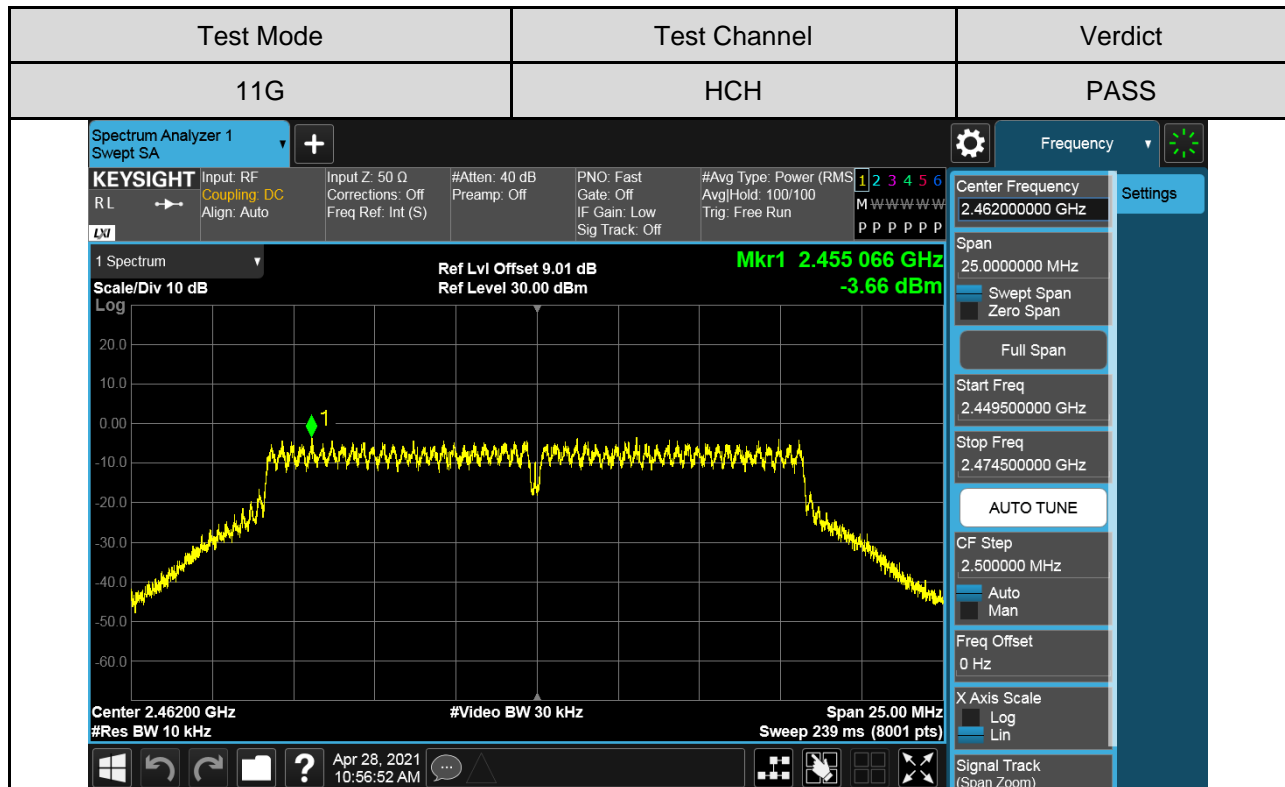 Test Mode Test Channel Verdict
11G HCH PASS
Spectrum Analyzer 1
Swept SA
+
Frequency
KEYSIGHT
RL
LXI
Input: RF
Coupling: DC
Align: Auto
Input Z: 50 Ω
Corrections: Off
Freq Ref: Int (S)
#Atten: 40 dB
Preamp: Off
PNO: Fast
Gate: Off
IF Gain: Low
Sig Track: Off
#Avg Type: Power (RMS
Avg|Hold: 100/100
Trig: Free Run
1 2 3 4 5 6
M W W W W W
P P P P P P
1 Spectrum
Scale/Div 10 dB
Log
Ref Lvl Offset 9.01 dB
Ref Level 30.00 dBm
Mkr1 2.455 066 GHz
-3.66 dBm
20.0
10.0
0.00
-10.0
-20.0
-30.0
-40.0
-50.0
-60.0
1
Center 2.46200 GHz
#Res BW 10 kHz
#Video BW 30 kHz
Span 25.00 MHz
Sweep 239 ms (8001 pts)
Center Frequency
2.462000000 GHz
Settings
Span
25.0000000 MHz
Swept Span
Zero Span
Full Span
Start Freq
2.449500000 GHz
Stop Freq
2.474500000 GHz
AUTO TUNE
CF Step
2.500000 MHz
Auto
Man
Freq Offset
0 Hz
X Axis Scale
Log
Lin
Signal Track
(Span Zoom)
?
Apr 28, 2021
10:56:52 AM